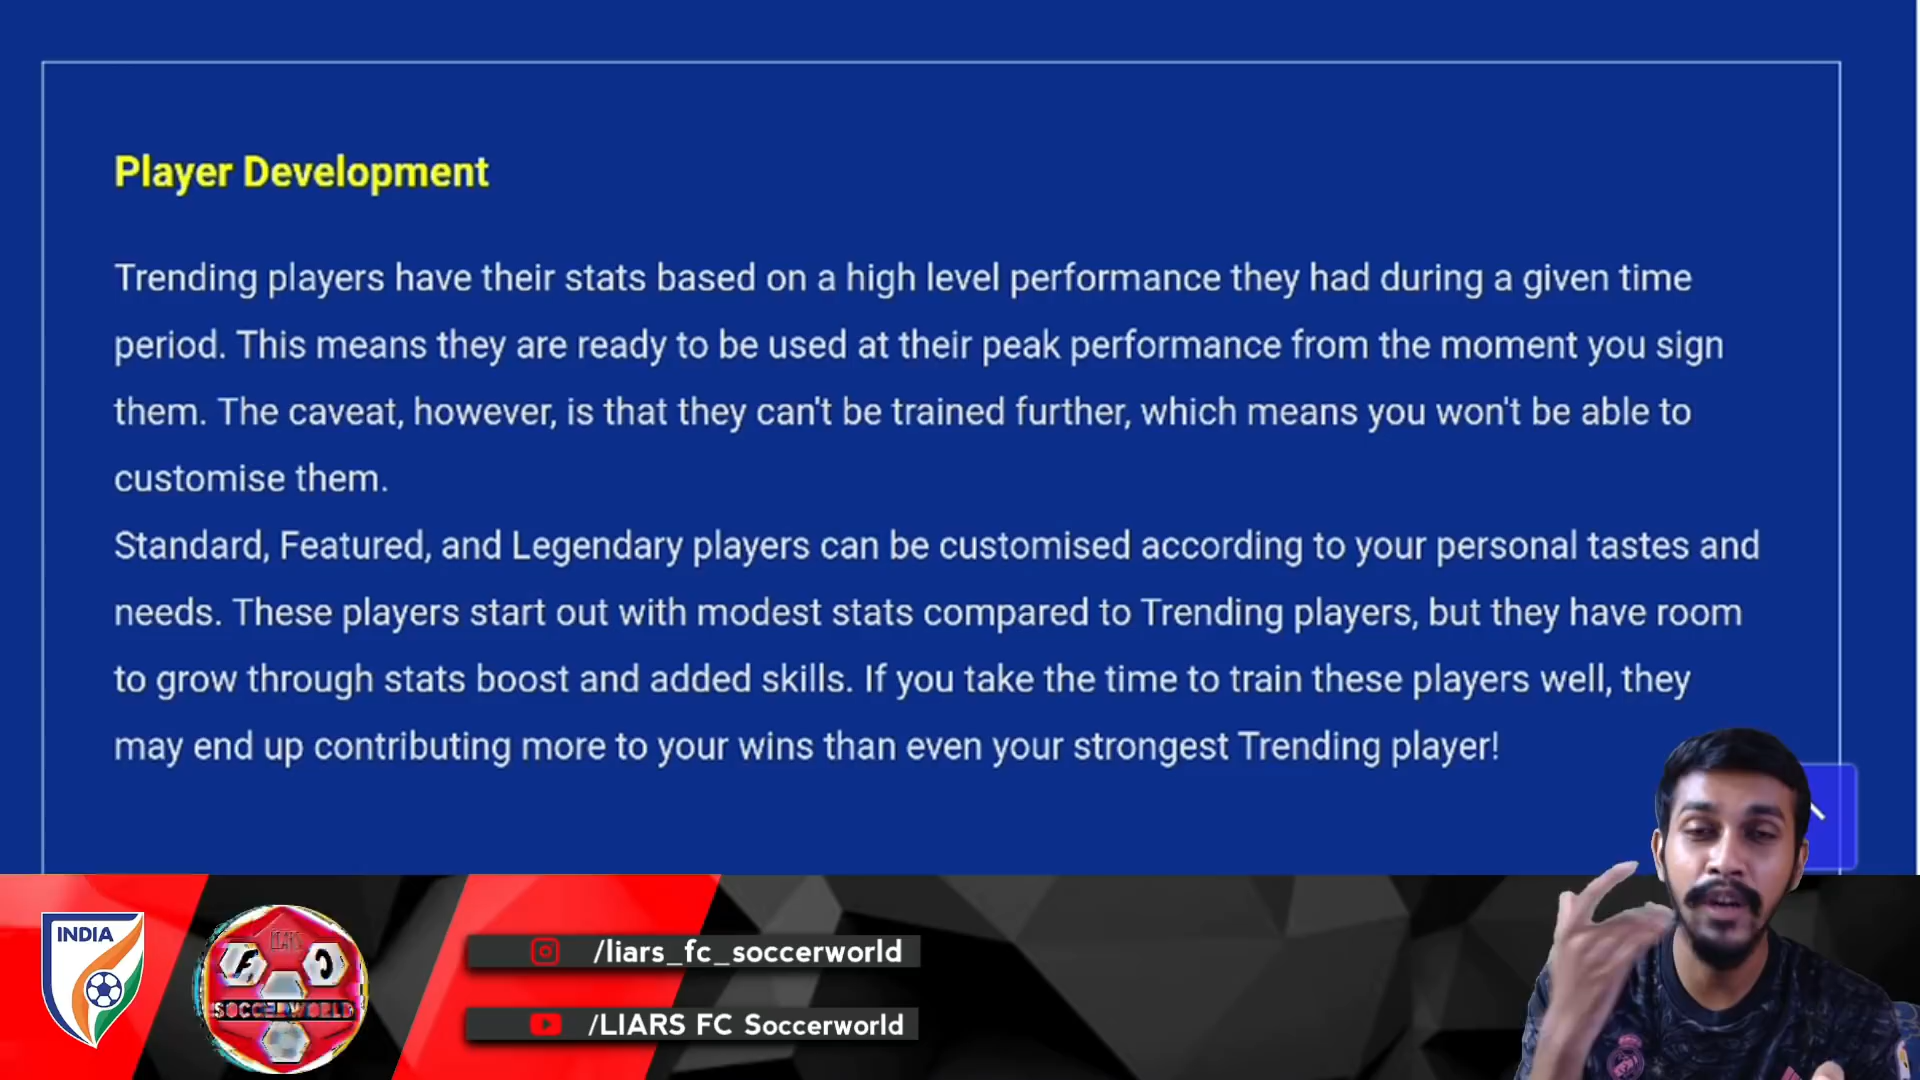 Player Development
Trending players have their stats based on a high level performance they had during a given time
period. This means they are ready to be used at their peak performance from the moment you sign
them. The caveat, however, is that they can't be trained further, which means you won't be able to
customise them.
Standard, Featured, and Legendary players can be customised according to your personal tastes and
needs. These players start out with modest stats compared to Trending players, but they have room
to grow through stats boost and added skills. If you take the time to train these players well, they
may end up contributing more to your wins than even your strongest Trending player!
INDIA
LIARS
F C
SOCCERWORLD
/liars_fc_soccerworld
/LIARS FC Soccerworld